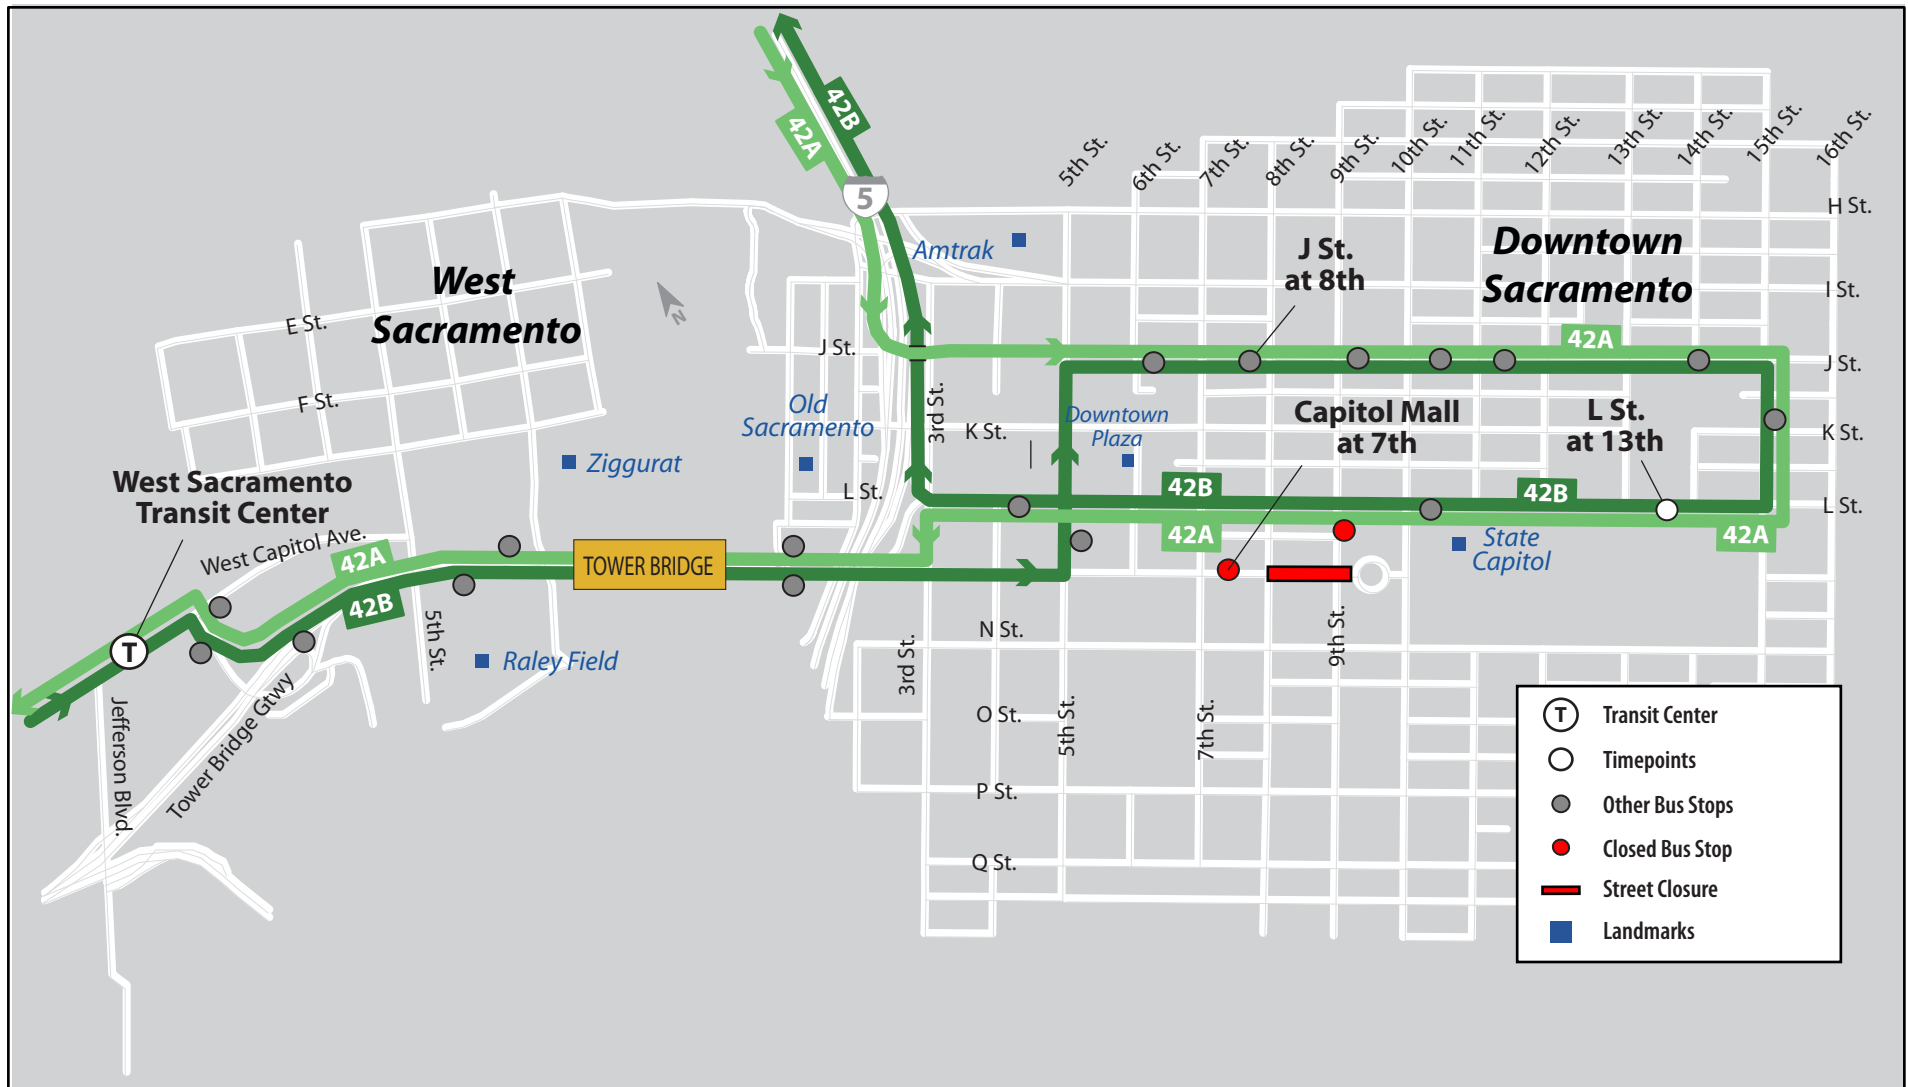 42B
42A
5
5th St.
6th St.
7th St.
8th St.
9th St.
10th St.
11th St.
12th St.
13th St.
14th St.
15th St.
16th St.
H St.
Amtrak
J St.
at 8th
Downtown
Sacramento
West
Sacramento
I St.
N
E St.
42A
J St.
J St.
F St.
Old
Sacramento
3rd St.
K St.
Downtown
Plaza
Capitol Mall
at 7th
L St.
at 13th
K St.
Ziggurat
West Sacramento
Transit Center
L St.
42B
42B
L St.
West Capitol Ave.
42A
42A
42A
State
Capitol
TOWER BRIDGE
42B
5th St.
T
Raley Field
N St.
9th St.
3rd St.
Jefferson Blvd.
Tower Bridge Gtwy
O St.
5th St.
7th St.
P St.
Q St.
T Transit Center
Timepoints
Other Bus Stops
Closed Bus Stop
Street Closure
Landmarks